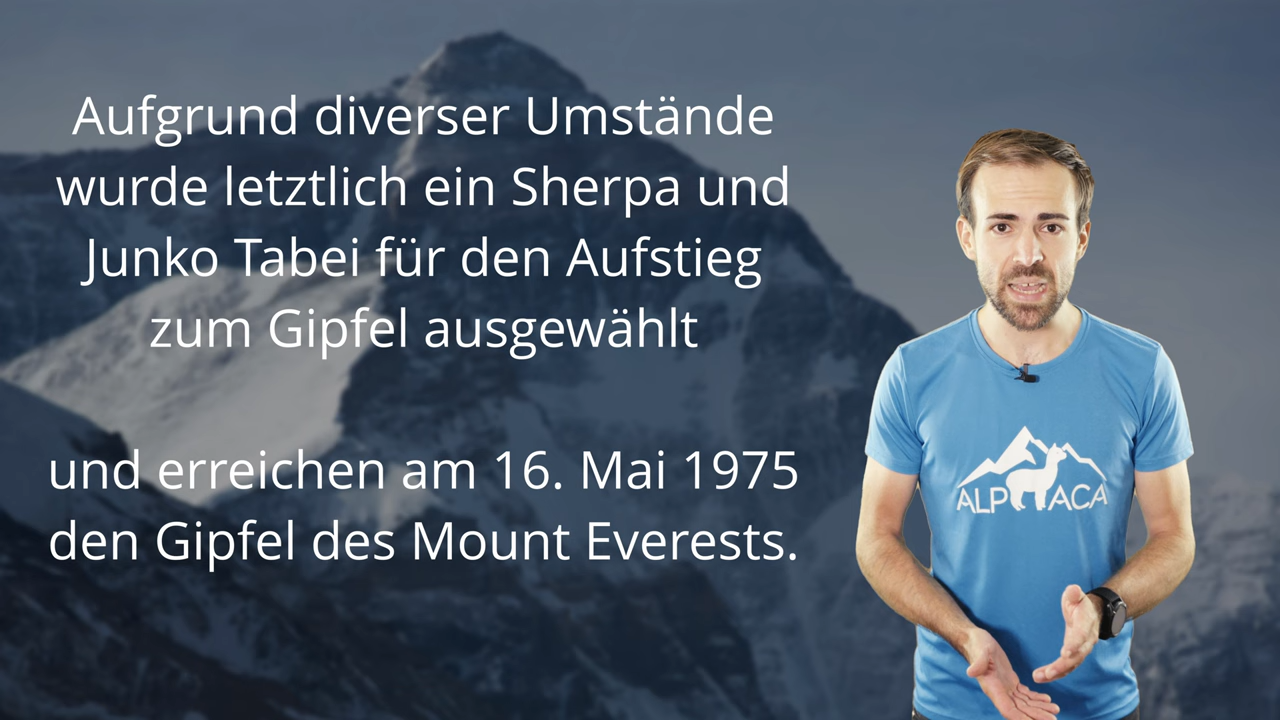 Aufgrund diverser Umstände
wurde letztlich ein Sherpa und
Junko Tabei für den Aufstieg
zum Gipfel ausgewählt
und erreichen am 16. Mai 1975
den Gipfel des Mount Everests.
ALPACA